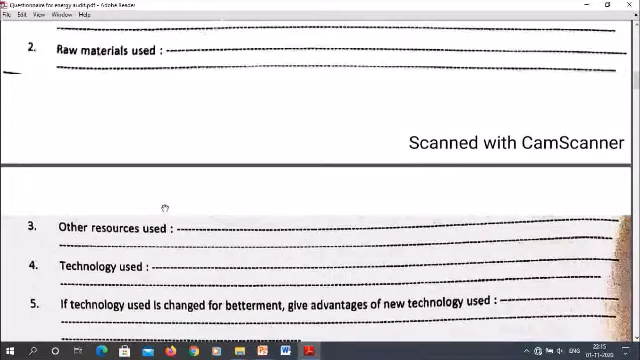 Questionnaire for energy audit.pdf - Adobe Reader
File Edit View Window Help
2. Raw materials used :
Scanned with CamScanner
3. Other resources used :
4. Technology used :
5. If technology used is changed for betterment, give advantages of new technology used :
ENG
22:15
01-11-2020